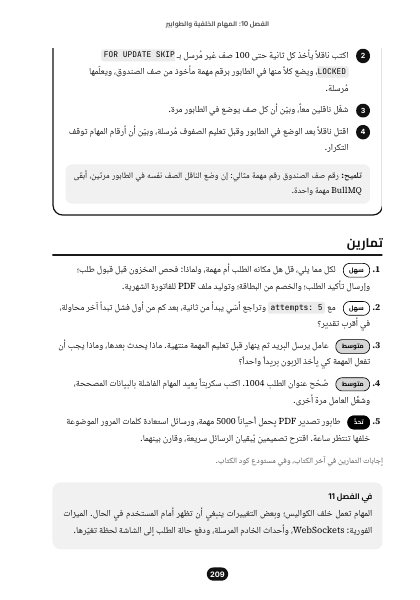 الفصل 10: المهام الخلفية والطوابير
2 اكتب ناقلاً يأخذ كل ثانية حتى 100 صف غير مُرسل بـ FOR UPDATE SKIP
LOCKED، ويضع كلاً منها في الطابور برقم مهمة مأخوذ من صف الصندوق، ويعلّمها
مُرسلة.
3 شغّل ناقلين معاً، وبيّن أن كل صف يوضع في الطابور مرة.
4 اقتل ناقلاً بعد الوضع في الطابور وقبل تعليم الصفوف مُرسلة، وبيّن أن أرقام المهام توقف
التكرار.
تلميح: رقم صف الصندوق رقم مهمة مثالي: إن وضع الناقل الصف نفسه في الطابور مرتين، أبقى
BullMQ مهمة واحدة.
تمارين
1. سهل لكل مما يلي، قل هل مكانه الطلب أم مهمة، ولماذا: فحص المخزون قبل قبول طلب؛
وإرسال تأكيد الطلب؛ والخصم من البطاقة؛ وتوليد ملف PDF للفاتورة الشهرية.
2. سهل مع attempts: 5 وتراجع أسّي يبدأ من ثانية، بعد كم من أول فشل تبدأ آخر محاولة،
في أقرب تقدير؟
3. متوسط عامل يرسل البريد ثم ينهار قبل تعليم المهمة منتهية. ماذا يحدث بعدها، وماذا يجب أن
تفعل المهمة كي يأخذ الزبون بريداً واحداً؟
4. متوسط صُحّح عنوان الطلب 1004. اكتب سكربتاً يعيد المهام الفاشلة بالبيانات المصححة،
وشغّل العامل مرة أخرى.
5. تحدٍّ طابور تصدير PDF يحمل أحياناً 5000 مهمة، ورسائل استعادة كلمات المرور الموضوعة
خلفها تنتظر ساعة. اقترح تصميمين يُبقيان الرسائل سريعة، وقارن بينهما.
إجابات التمارين في آخر الكتاب، وفي مستودع كود الكتاب.
في الفصل 11
المهام تعمل خلف الكواليس؛ وبعض التغييرات ينبغي أن تظهر أمام المستخدم في الحال. الميزات
الفورية: WebSockets، وأحداث الخادم المرسلة، ودفع حالة الطلب إلى الشاشة لحظة تغيّرها.
209